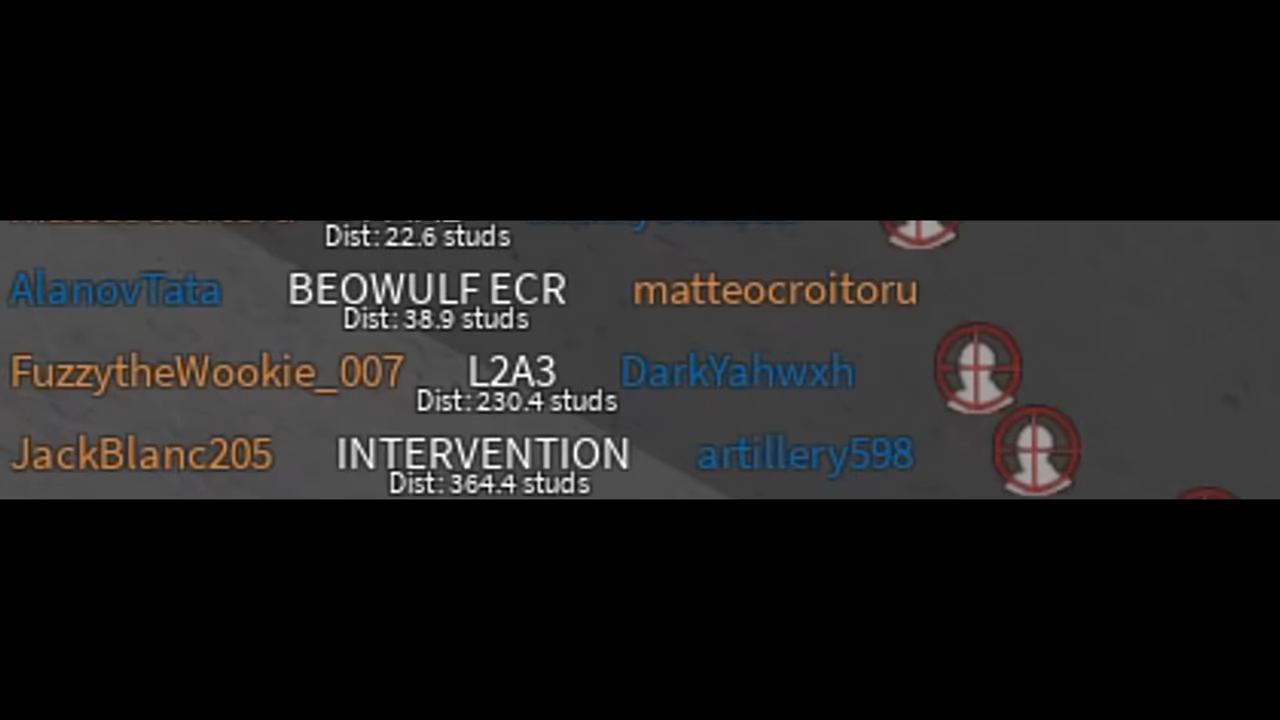 Dist: 22.6 studs
AlanovTata BEOWULF ECR matteocroitoru
Dist: 38.9 studs
FuzzytheWookie_007 L2A3 DarkYahwxh
Dist: 230.4 studs
JackBlanc205 INTERVENTION artillery598
Dist: 364.4 studs